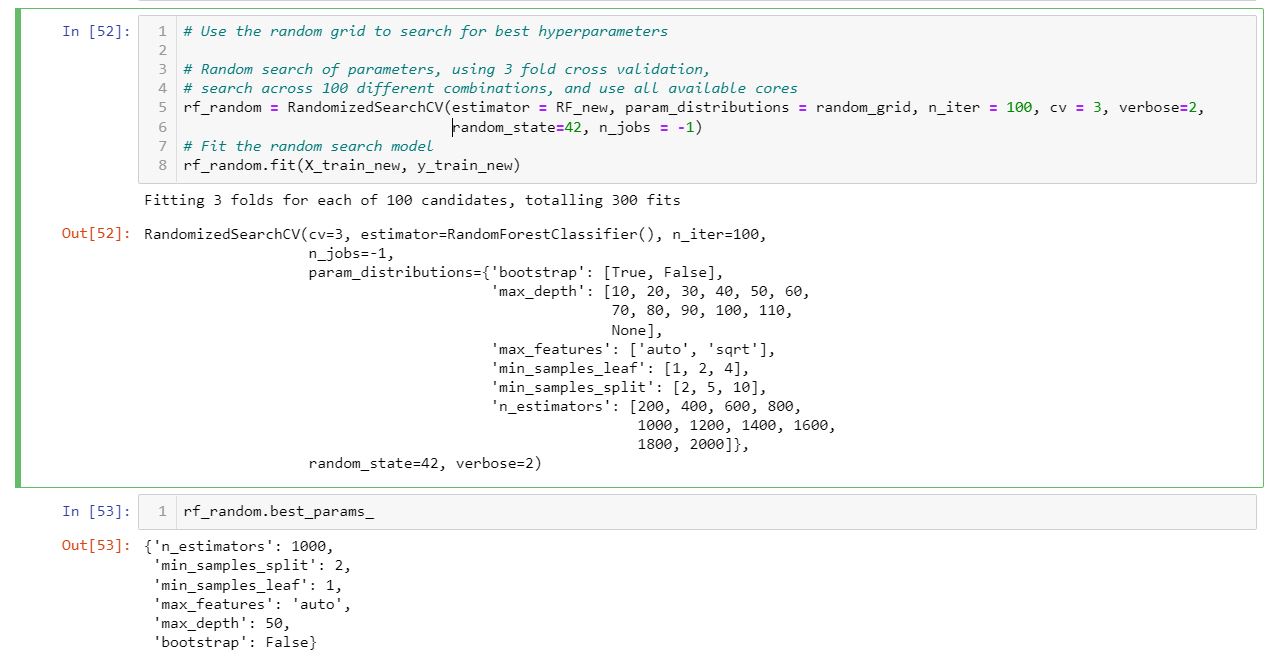 In [52]:
1 # Use the random grid to search for best hyperparameters
2
3 # Random search of parameters, using 3 fold cross validation,
4 # search across 100 different combinations, and use all available cores
5 rf_random = RandomizedSearchCV(estimator = RF_new, param_distributions = random_grid, n_iter = 100, cv = 3, verbose=2,
6                               random_state=42, n_jobs = -1)
7 # Fit the random search model
8 rf_random.fit(X_train_new, y_train_new)
Fitting 3 folds for each of 100 candidates, totalling 300 fits
Out[52]: RandomizedSearchCV(cv=3, estimator=RandomForestClassifier(), n_iter=100,
                   n_jobs=-1,
                   param_distributions={'bootstrap': [True, False],
                                        'max_depth': [10, 20, 30, 40, 50, 60,
                                                      70, 80, 90, 100, 110,
                                                      None],
                                        'max_features': ['auto', 'sqrt'],
                                        'min_samples_leaf': [1, 2, 4],
                                        'min_samples_split': [2, 5, 10],
                                        'n_estimators': [200, 400, 600, 800,
                                                         1000, 1200, 1400, 1600,
                                                         1800, 2000]},
                   random_state=42, verbose=2)
In [53]:
1 rf_random.best_params_
Out[53]: {'n_estimators': 1000,
 'min_samples_split': 2,
 'min_samples_leaf': 1,
 'max_features': 'auto',
 'max_depth': 50,
 'bootstrap': False}